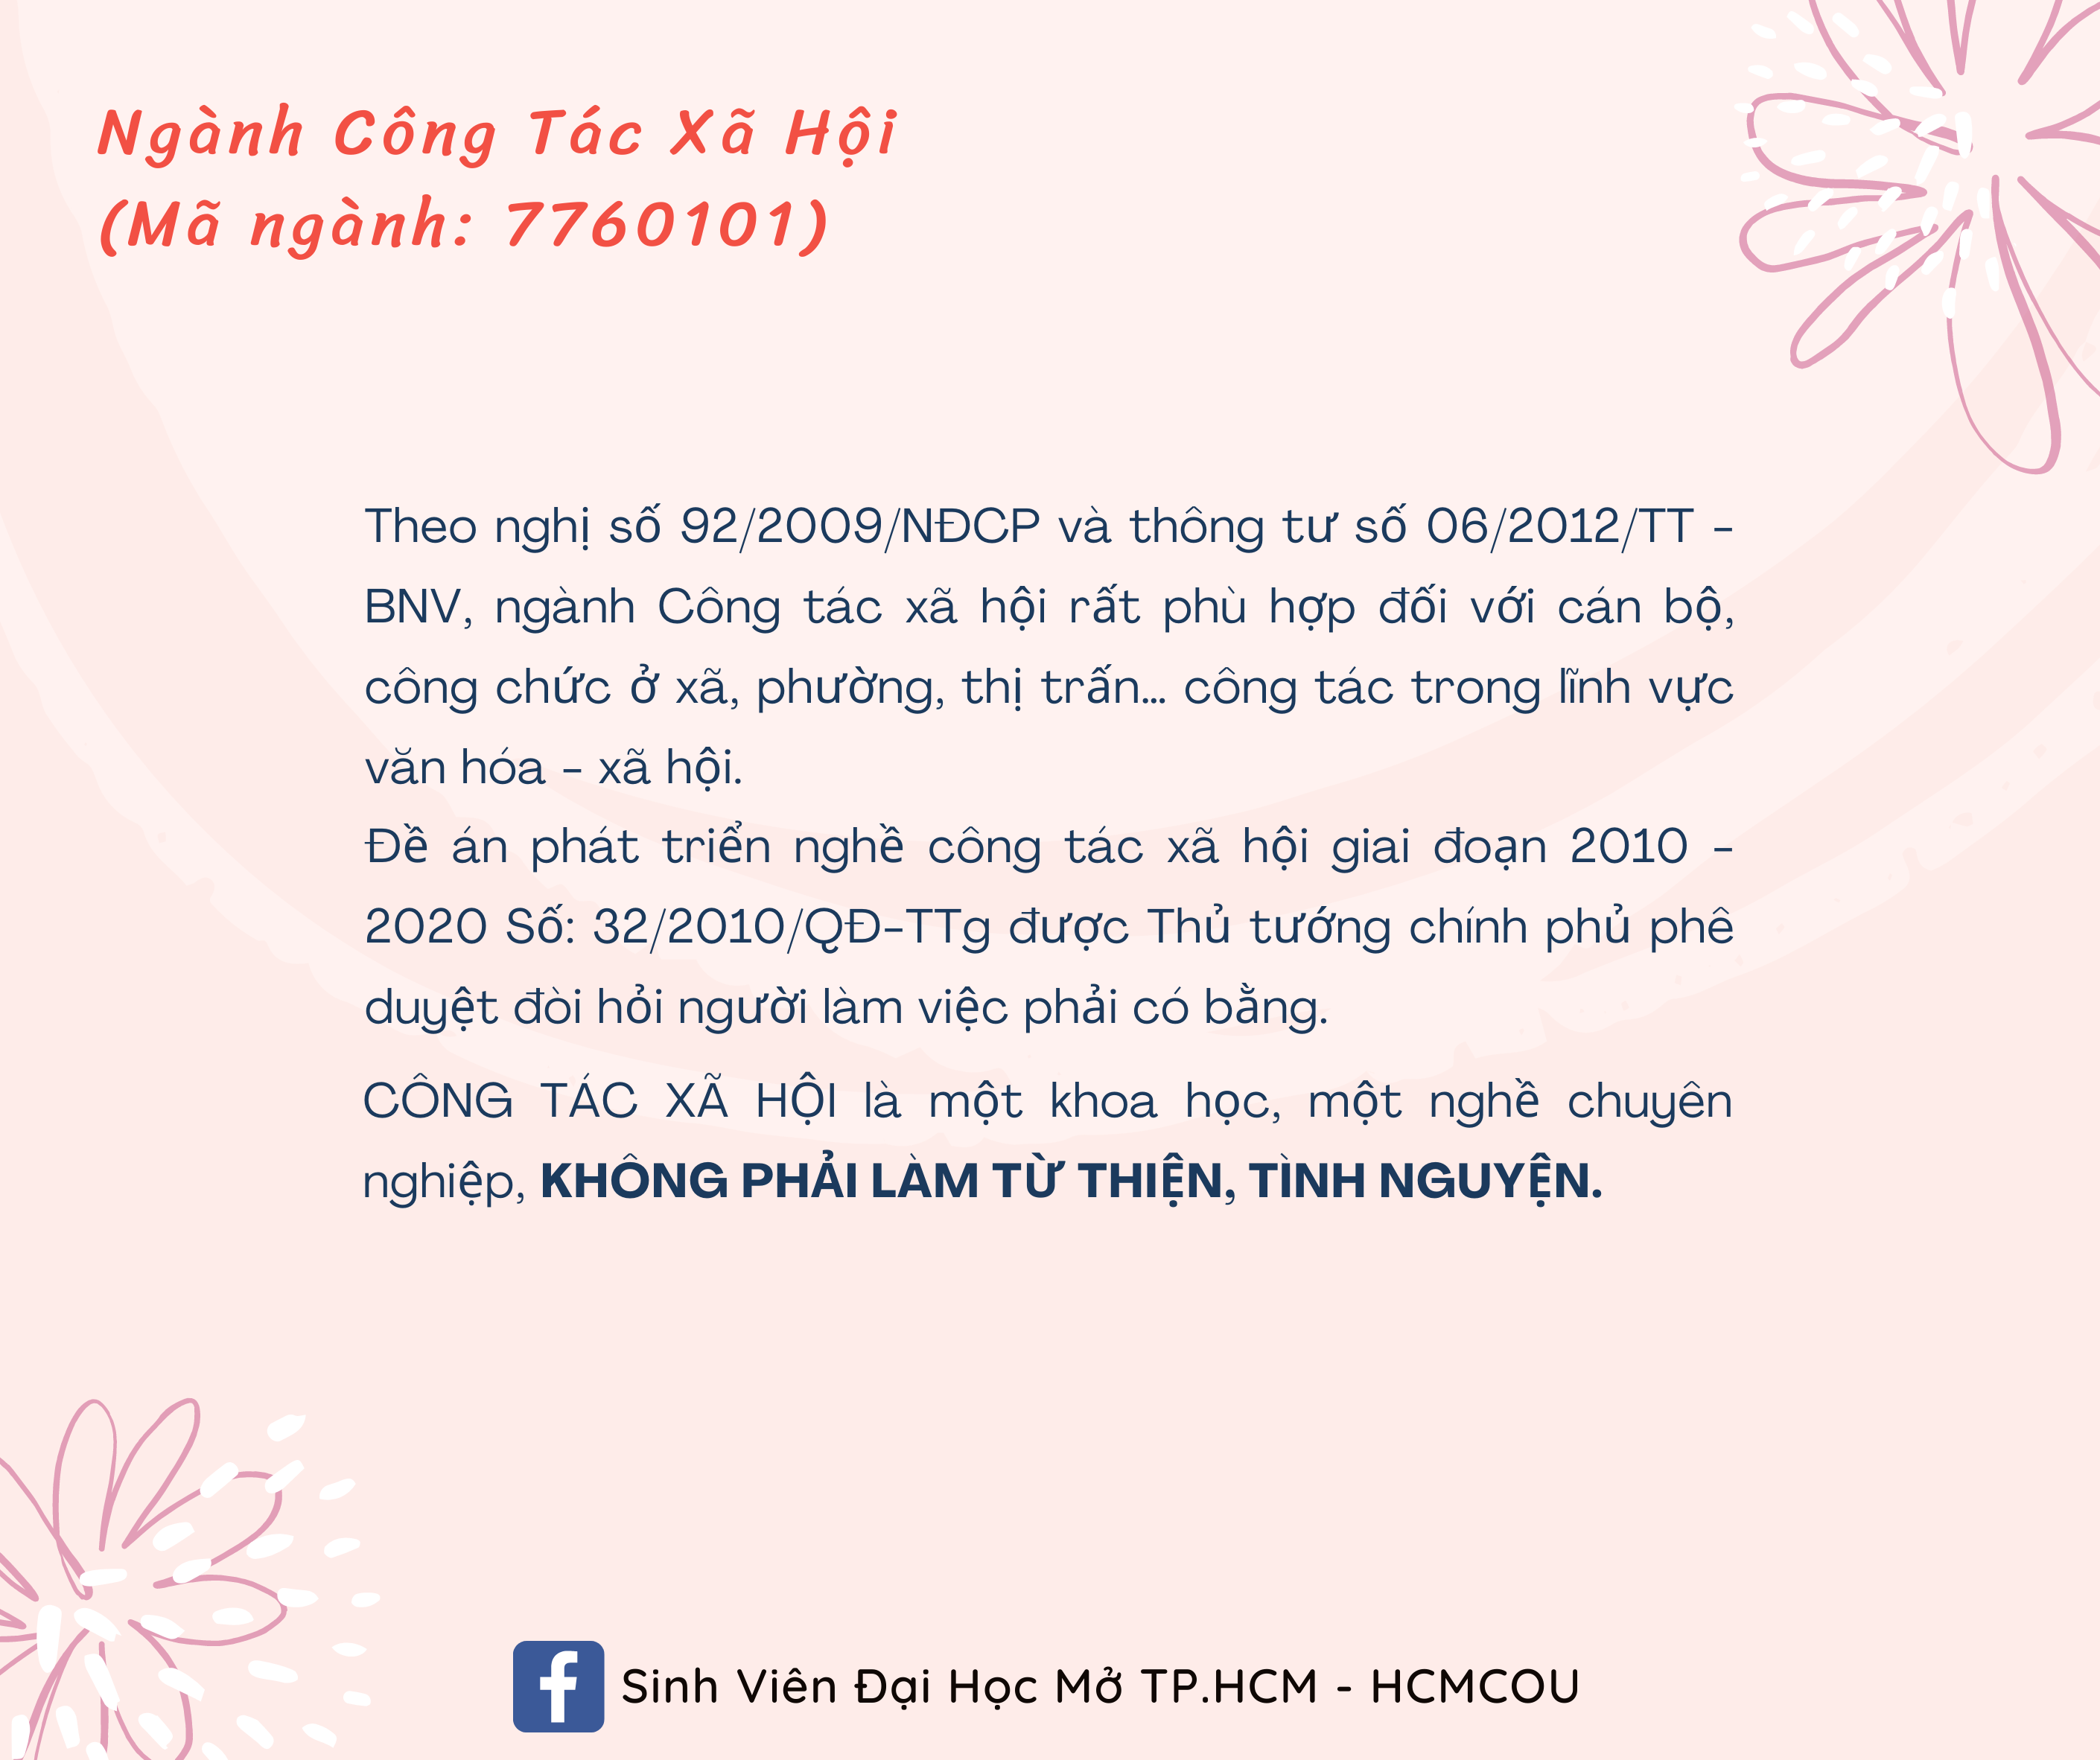 Ngành Công Tác Xã Hội
(Mã ngành: 7760101)
Theo nghị số 92/2009/NĐCP và thông tư số 06/2012/TT -
BNV, ngành Công tác xã hội rất phù hợp đối với cán bộ,
công chức ở xã, phường, thị trấn... công tác trong lĩnh vực
văn hóa - xã hội.
Đề án phát triển nghề công tác xã hội giai đoạn 2010 -
2020 Số: 32/2010/QĐ-TTg được Thủ tướng chính phủ phê
duyệt đòi hỏi người làm việc phải có bằng.
CÔNG TÁC XÃ HỘI là một khoa học, một nghề chuyên
nghiệp, KHÔNG PHẢI LÀM TỪ THIỆN, TÌNH NGUYỆN.
Sinh Viên Đại Học Mở TP.HCM - HCMCOU